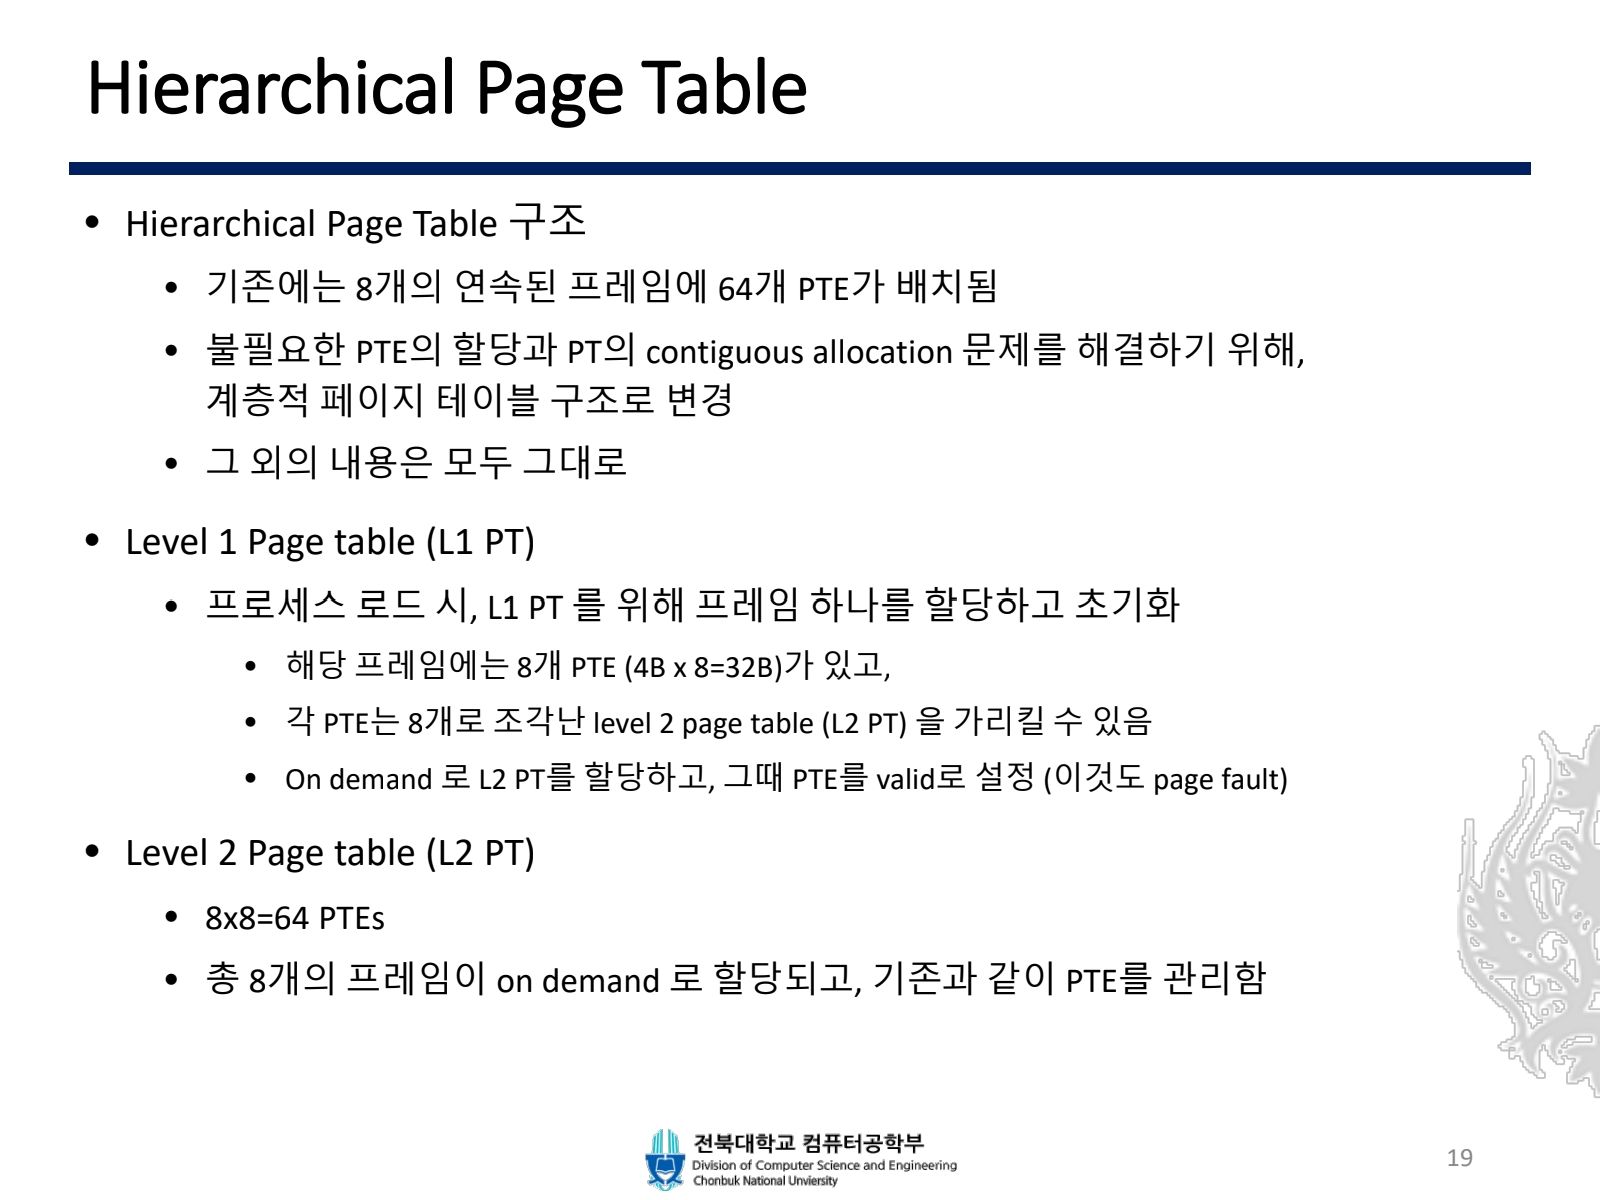 Hierarchical Page Table
• Hierarchical Page Table 구조
• 기존에는 8개의 연속된 프레임에 64개 PTE가 배치됨
• 불필요한 PTE의 할당과 PT의 contiguous allocation 문제를 해결하기 위해,
계층적 페이지 테이블 구조로 변경
• 그 외의 내용은 모두 그대로
• Level 1 Page table (L1 PT)
• 프로세스 로드 시, L1 PT 를 위해 프레임 하나를 할당하고 초기화
• 해당 프레임에는 8개 PTE (4B x 8=32B)가 있고,
• 각 PTE는 8개로 조각난 level 2 page table (L2 PT) 을 가리킬 수 있음
• On demand 로 L2 PT를 할당하고, 그때 PTE를 valid로 설정 (이것도 page fault)
• Level 2 Page table (L2 PT)
• 8x8=64 PTEs
• 총 8개의 프레임이 on demand 로 할당되고, 기존과 같이 PTE를 관리함
전북대학교 컴퓨터공학부
Division of Computer Science and Engineering
Chonbuk National Unviersity
19